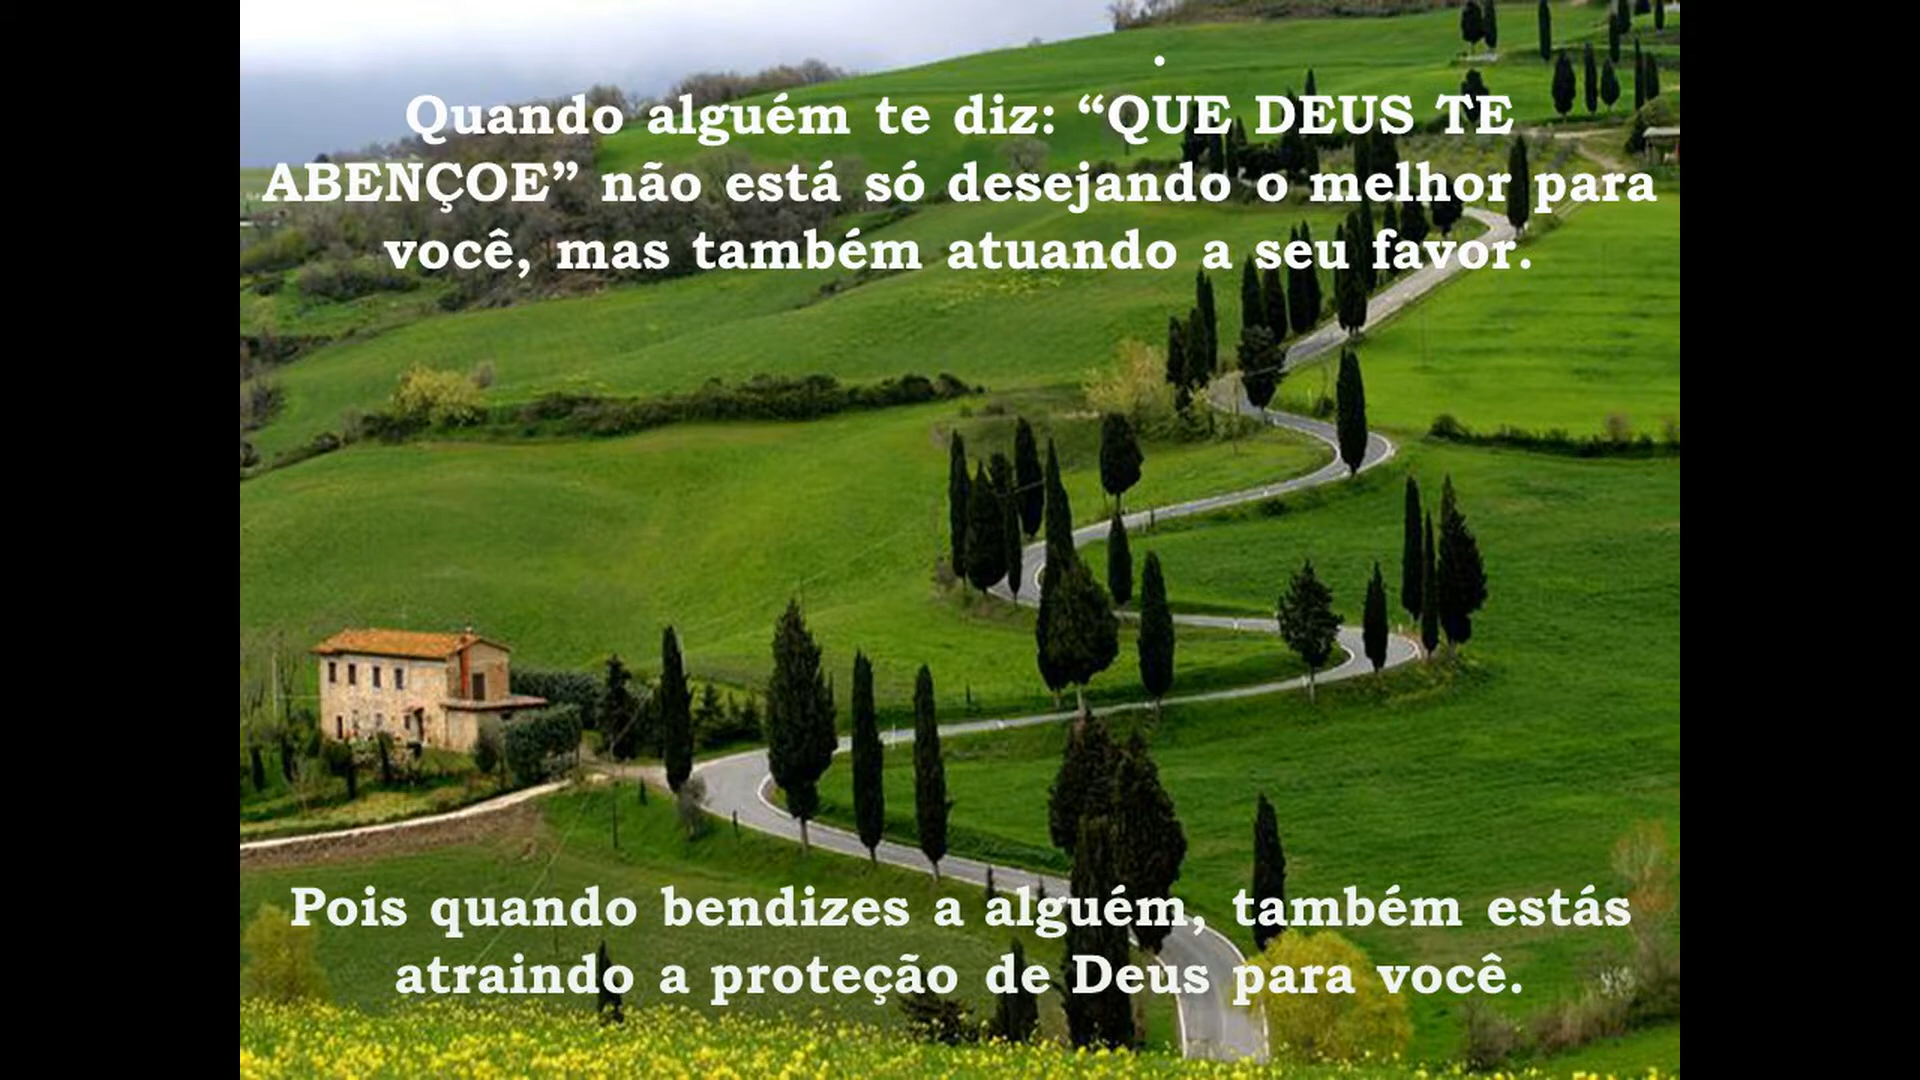 .
Quando alguém te diz: “QUE DEUS TE
ABENÇOE” não está só desejando o melhor para
você, mas também atuando a seu favor.
Pois quando bendizes a alguém, também estás
atraindo a proteção de Deus para você.